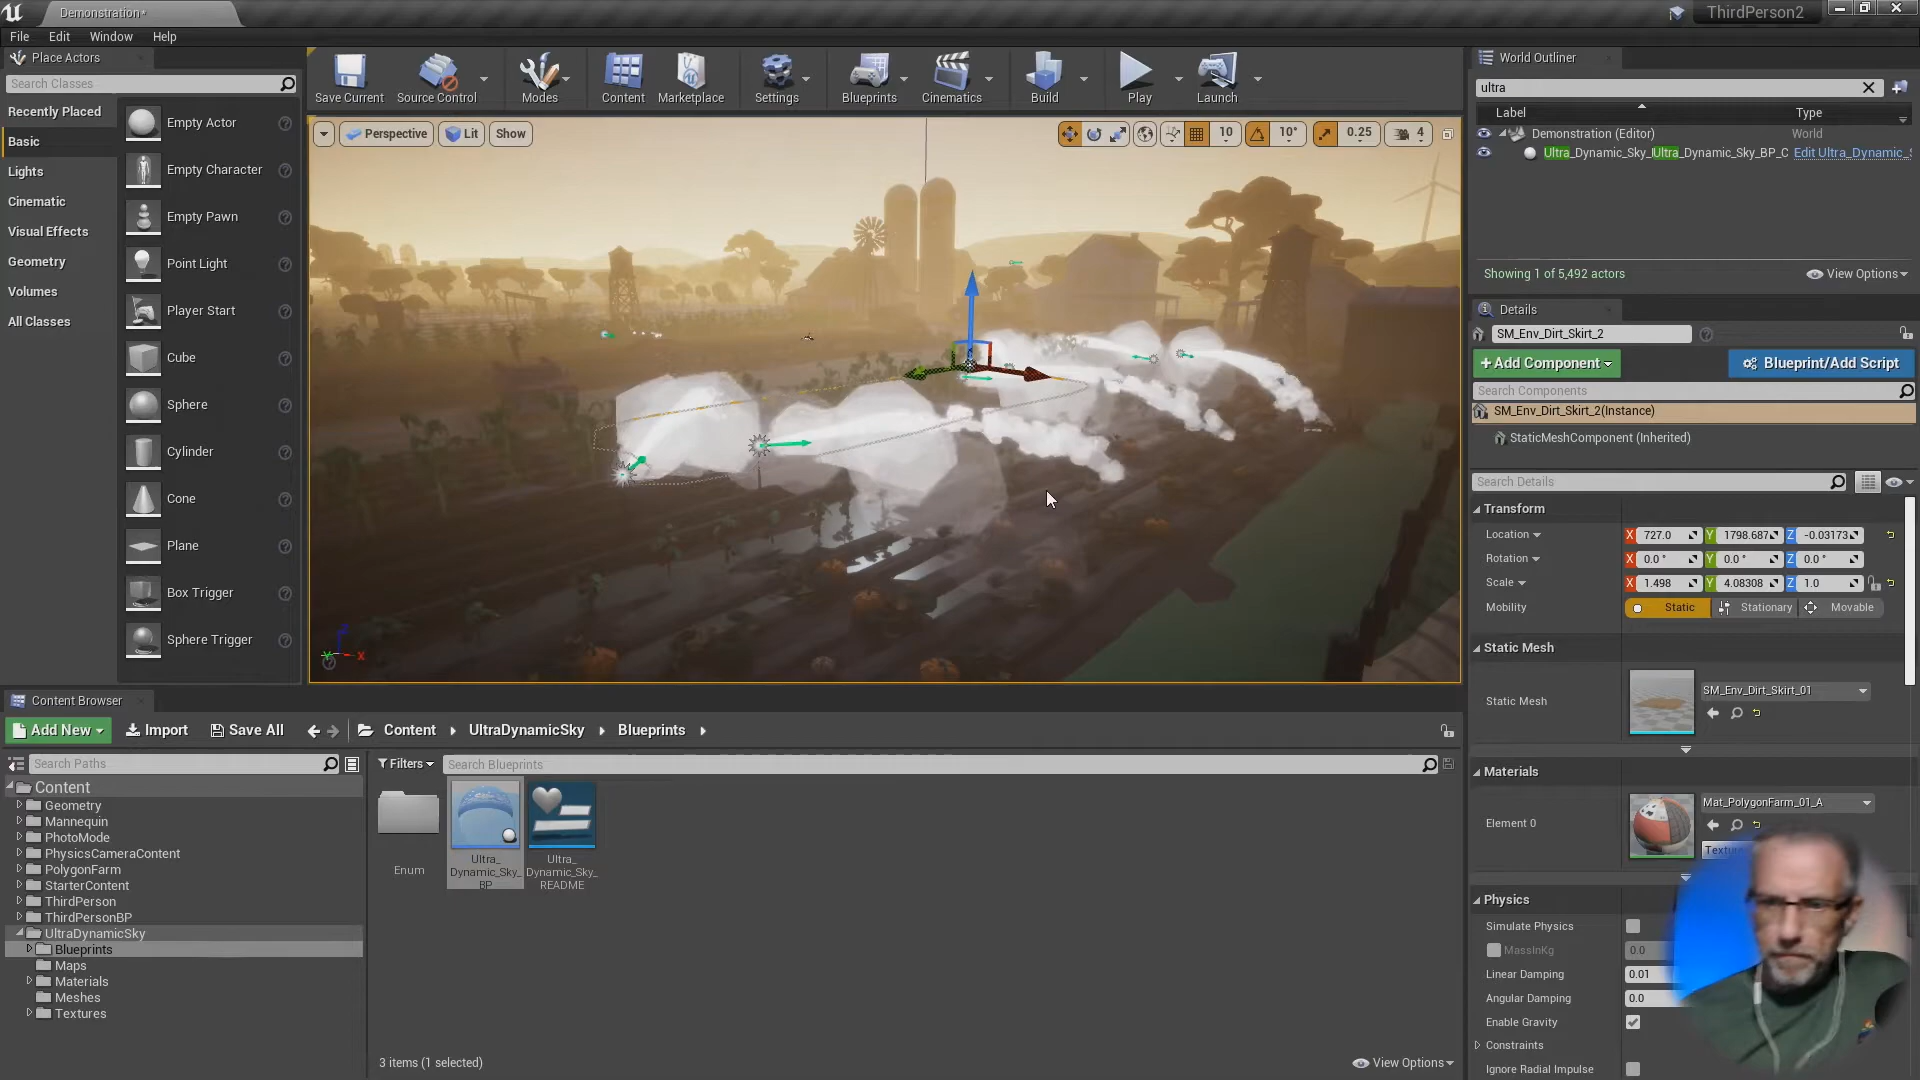 Demonstration*
ThirdPerson2
File Edit Window Help
Place Actors
Search Classes
Recently Placed
Basic
Lights
Cinematic
Visual Effects
Geometry
Volumes
All Classes
Empty Actor
Empty Character
Empty Pawn
Point Light
Player Start
Cube
Sphere
Cylinder
Cone
Plane
Box Trigger
Sphere Trigger
Save Current Source Control Modes Content Marketplace Settings Blueprints Cinematics Build Play Launch
Perspective Lit Show
10 10° 0.25 4
Z
Y X
World Outliner
ultra
Label Type
Demonstration (Editor) World
Ultra_Dynamic_Sky_ Ultra_Dynamic_Sky_BP_C Edit Ultra_Dynamic_
Showing 1 of 5,492 actors View Options
Details
SM_Env_Dirt_Skirt_2
+Add Component Blueprint/Add Script
Search Components
SM_Env_Dirt_Skirt_2(Instance)
StaticMeshComponent (Inherited)
Search Details
Transform
Location X 727.0 Y 1798.687 Z -0.03173
Rotation X 0.0 ° Y 0.0 ° Z 0.0 °
Scale X 1.498 Y 4.08308 Z 1.0
Mobility Static Stationary Movable
Static Mesh
Static Mesh SM_Env_Dirt_Skirt_01
Materials
Element 0 Mat_PolygonFarm_01_A
Physics
Simulate Physics
MassInKg 0.0
Linear Damping 0.01
Angular Damping 0.0
Enable Gravity
Constraints
Ignore Radial Impulse
Content Browser
Add New Import Save All Content UltraDynamicSky Blueprints
Search Paths
Filters Search Blueprints
Content
Geometry
Mannequin
PhotoMode
PhysicsCameraContent
PolygonFarm
StarterContent
ThirdPerson
ThirdPersonBP
UltraDynamicSky
Blueprints
Maps
Materials
Meshes
Textures
Enum
Ultra_
Dynamic_Sky_
BP
Ultra_
Dynamic_Sky_
README
3 items (1 selected) View Options